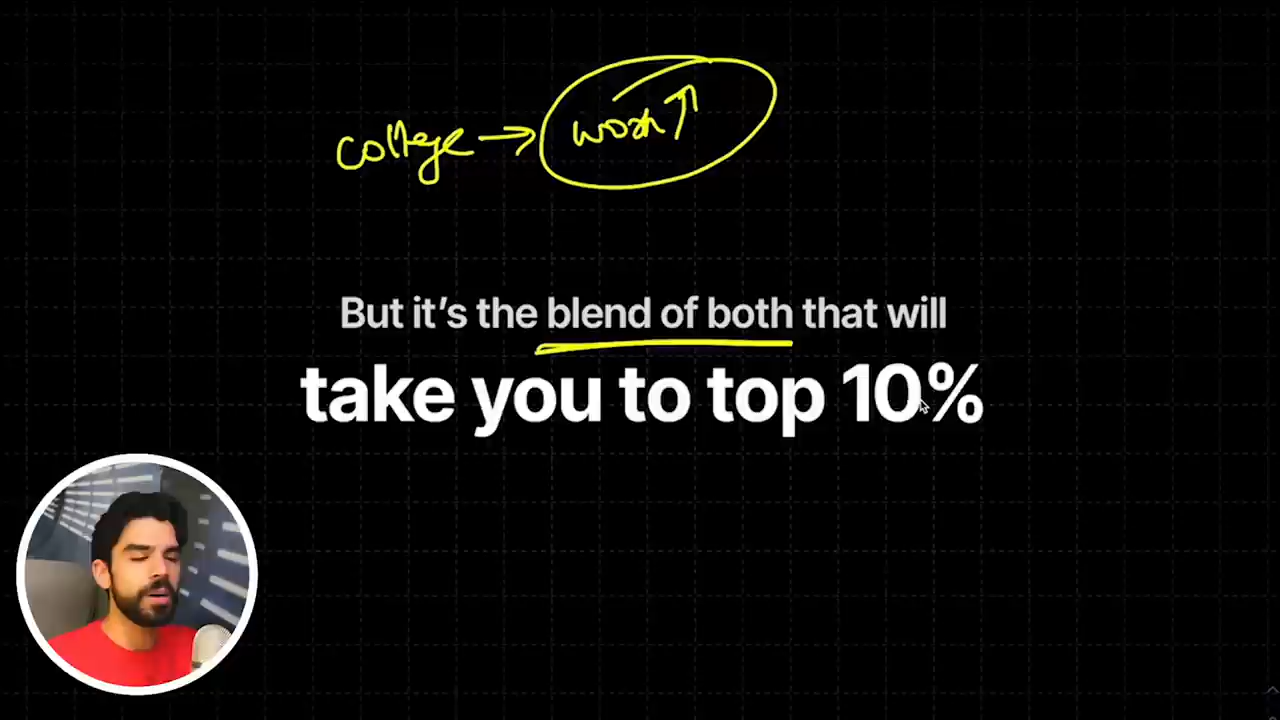 college → work ↑
But it's the blend of both that will
take you to top 10%